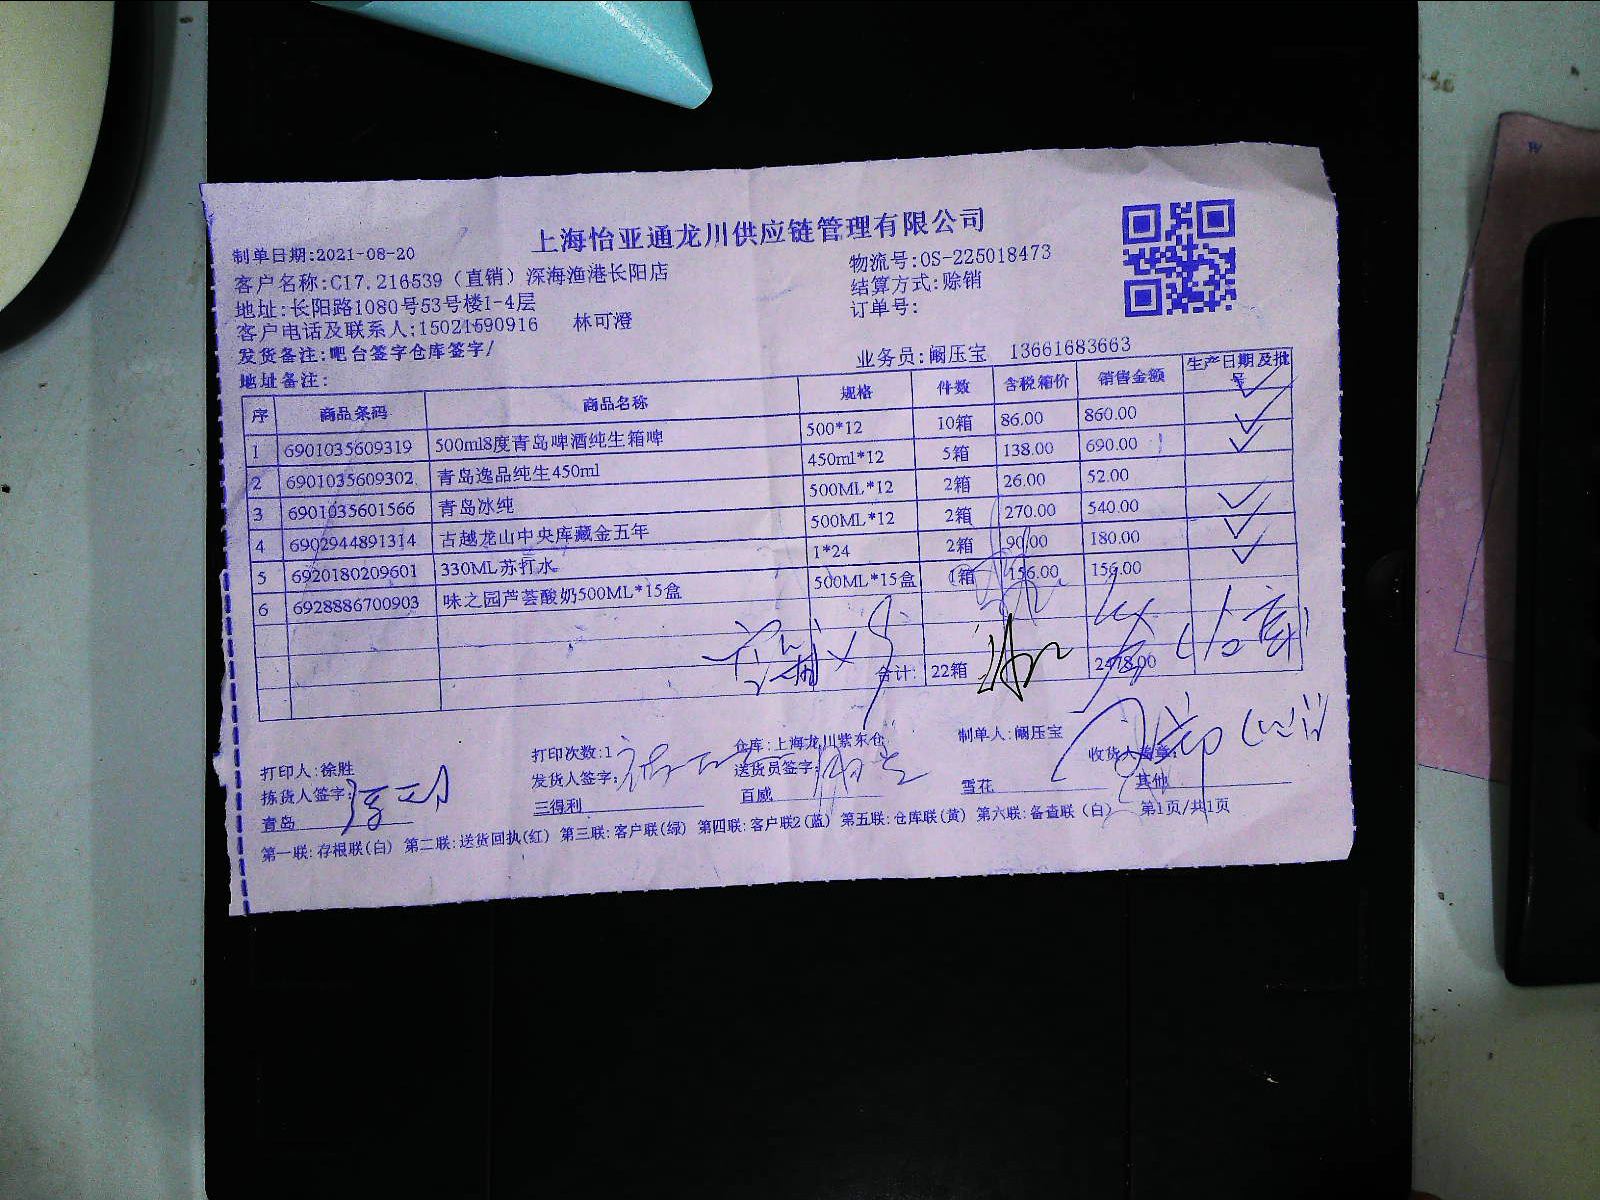 上海怡亚通龙川供应链管理有限公司
制单日期:2021-08-20
物流号:OS-225018473
客户名称:C17.216539（直销）深海渔港长阳店
结算方式:赊销
地址:长阳路1080号53号楼1-4层
订单号:
客户电话及联系人:15021590916 林可澄
发货备注:吧台签字仓库签字/
业务员:阚压宝 13661683663
地址备注:
序 商品条码 商品名称 规格 件数 含税箱价 销售金额 生产日期及批号
1 6901035609319 500ml8度青岛啤酒纯生箱啤 500*12 10箱 86.00 860.00
2 6901035609302 青岛逸品纯生450ml 450ml*12 5箱 138.00 690.00
3 6901035601566 青岛冰纯 500ML*12 2箱 26.00 52.00
4 6902944891314 古越龙山中央库藏金五年 500ML*12 2箱 270.00 540.00
5 6920180209601 330ML苏打水 1*24 2箱 90.00 180.00
6 6928886700903 味之园芦荟酸奶500ML*15盒 500ML*15盒 1箱 156.00 156.00
合计: 22箱 2478.00
打印人:徐胜 打印次数:1 仓库:上海龙川紫东仓 制单人:阚压宝
拣货人签字: 发货人签字: 送货员签字: 收货人盖章:
青岛 三得利 百威 雪花 其他
第一联:存根联(白) 第二联:送货回执(红) 第三联:客户联(绿) 第四联:客户联2(蓝) 第五联:仓库联(黄) 第六联:备查联(白) 第1页/共1页